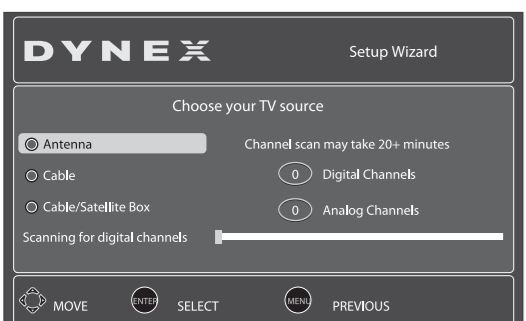 DYNEX
Setup Wizard
Choose your TV source
Antenna
Channel scan may take 20+ minutes
Cable
0 Digital Channels
Cable/Satellite Box
0 Analog Channels
Scanning for digital channels
MOVE
ENTER SELECT
MENU PREVIOUS